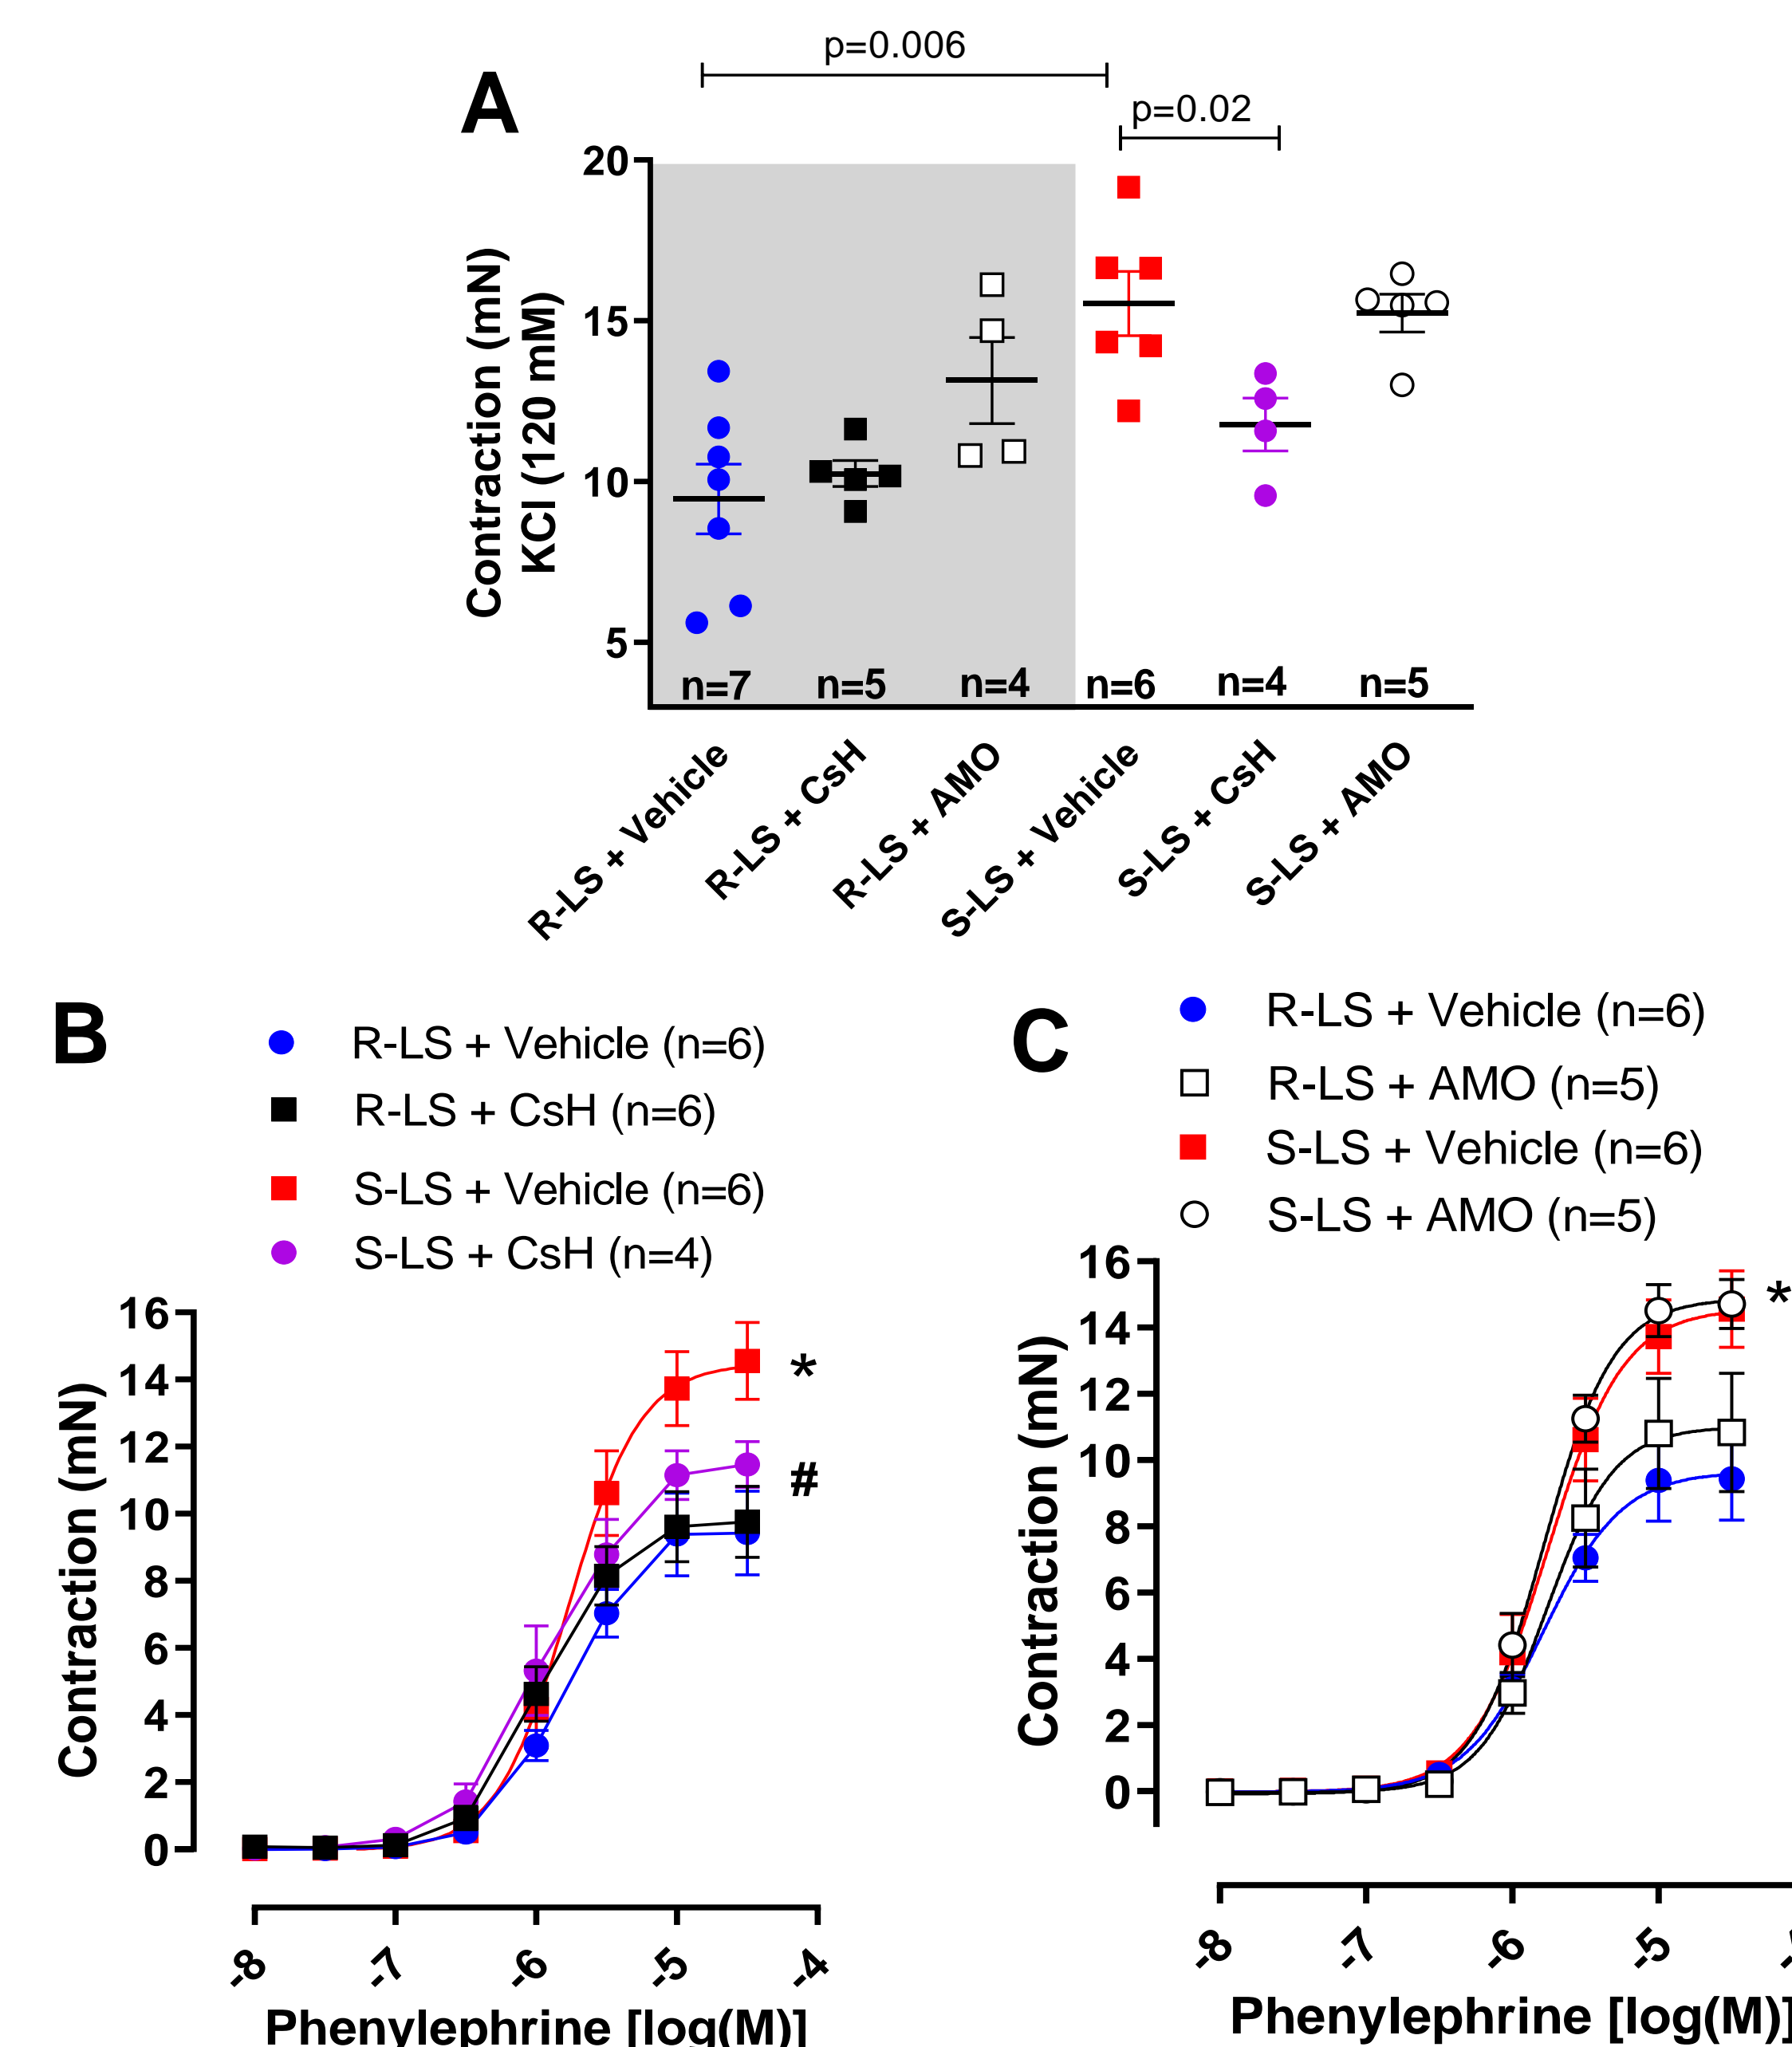 p=0.006
A
p=0.02
20
15
10
5
Contraction (mN)
KCl (120 mM)
n=7
n=5
n=4
n=6
n=4
n=5
R-LS + Vehicle
R-LS + CsH
R-LS + AMO
S-LS + Vehicle
S-LS + CsH
S-LS + AMO
B
R-LS + Vehicle (n=6)
R-LS + CsH (n=6)
S-LS + Vehicle (n=6)
S-LS + CsH (n=4)
16
14
12
10
8
6
4
2
0
Contraction (mN)
*
#
-8
-7
-6
-5
-4
Phenylephrine [log(M)]
C
R-LS + Vehicle (n=6)
R-LS + AMO (n=5)
S-LS + Vehicle (n=6)
S-LS + AMO (n=5)
16
14
12
10
8
6
4
2
0
Contraction (mN)
*
-8
-7
-6
-5
Phenylephrine [log(M)]